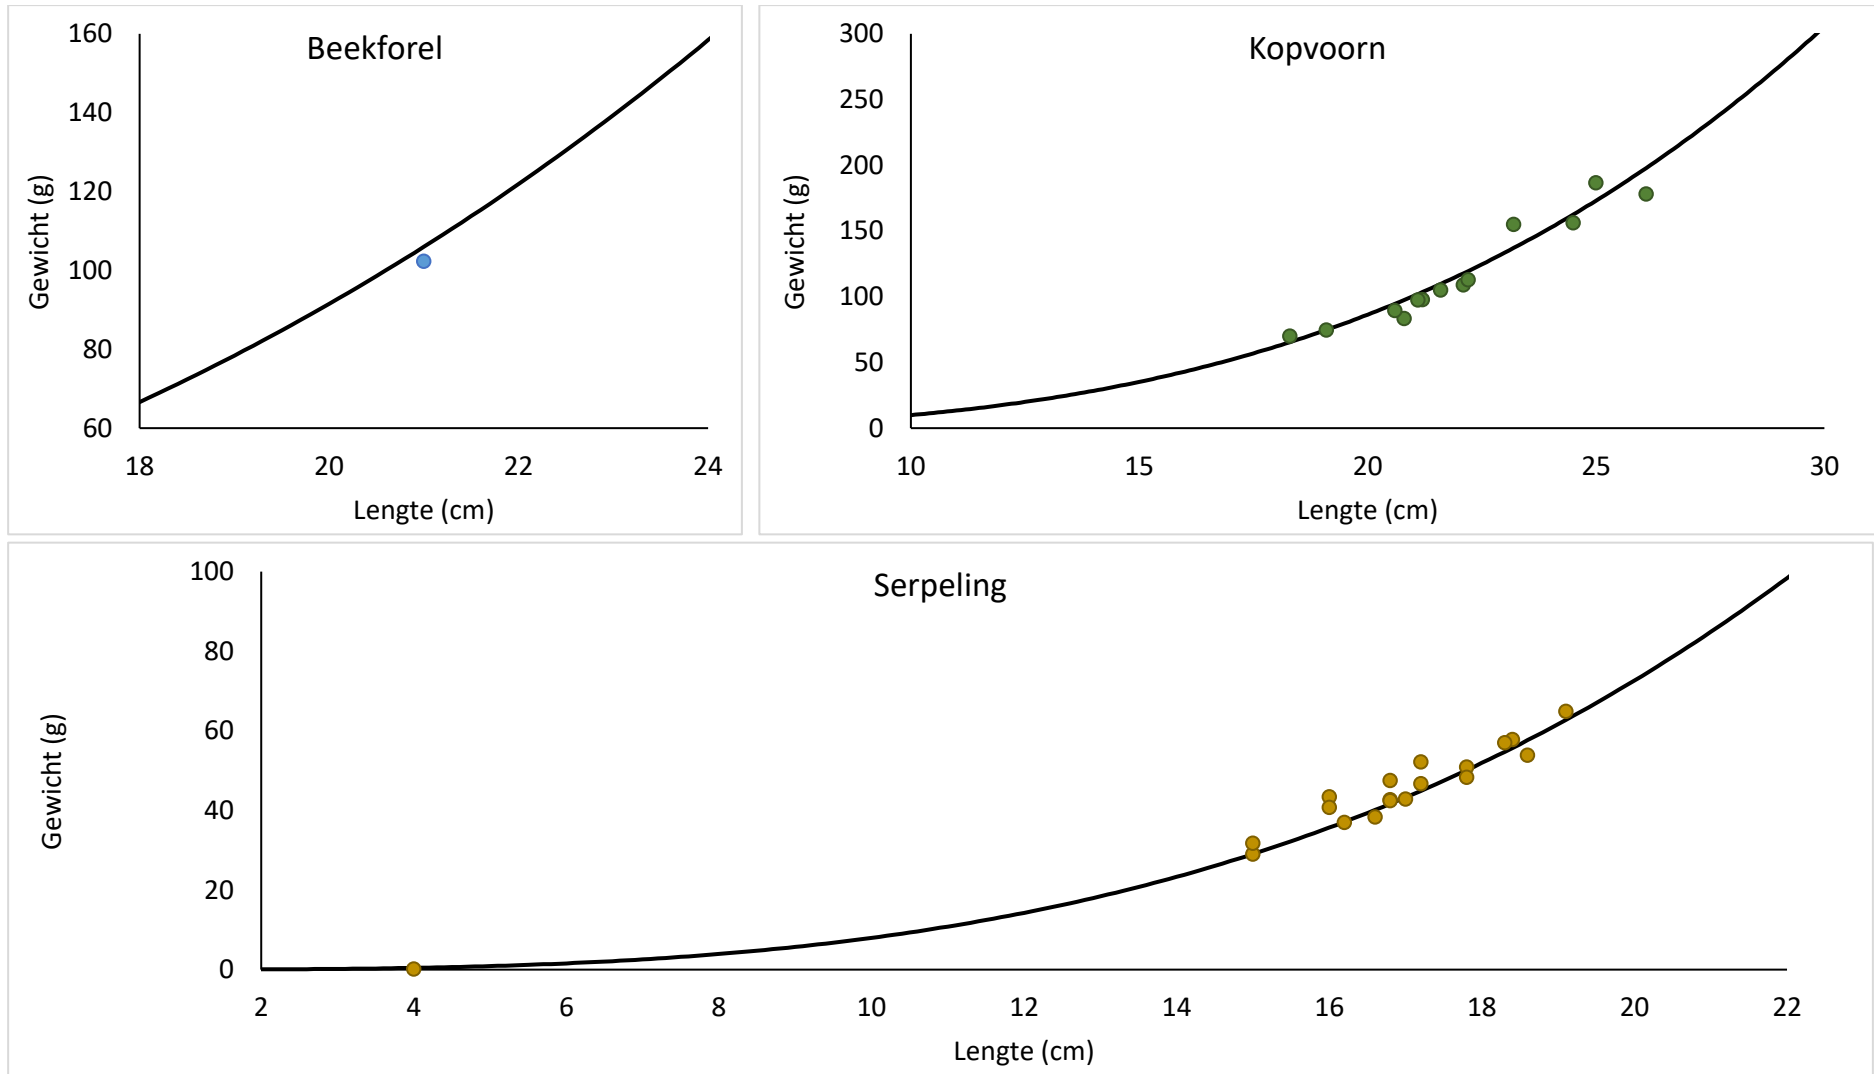 Beekforel
Gewicht (g)
160
140
120
100
80
60
18 20 22 24
Lengte (cm)
Kopvoorn
Gewicht (g)
300
250
200
150
100
50
0
10 15 20 25 30
Lengte (cm)
Serpeling
Gewicht (g)
100
80
60
40
20
0
2 4 6 8 10 12 14 16 18 20 22
Lengte (cm)